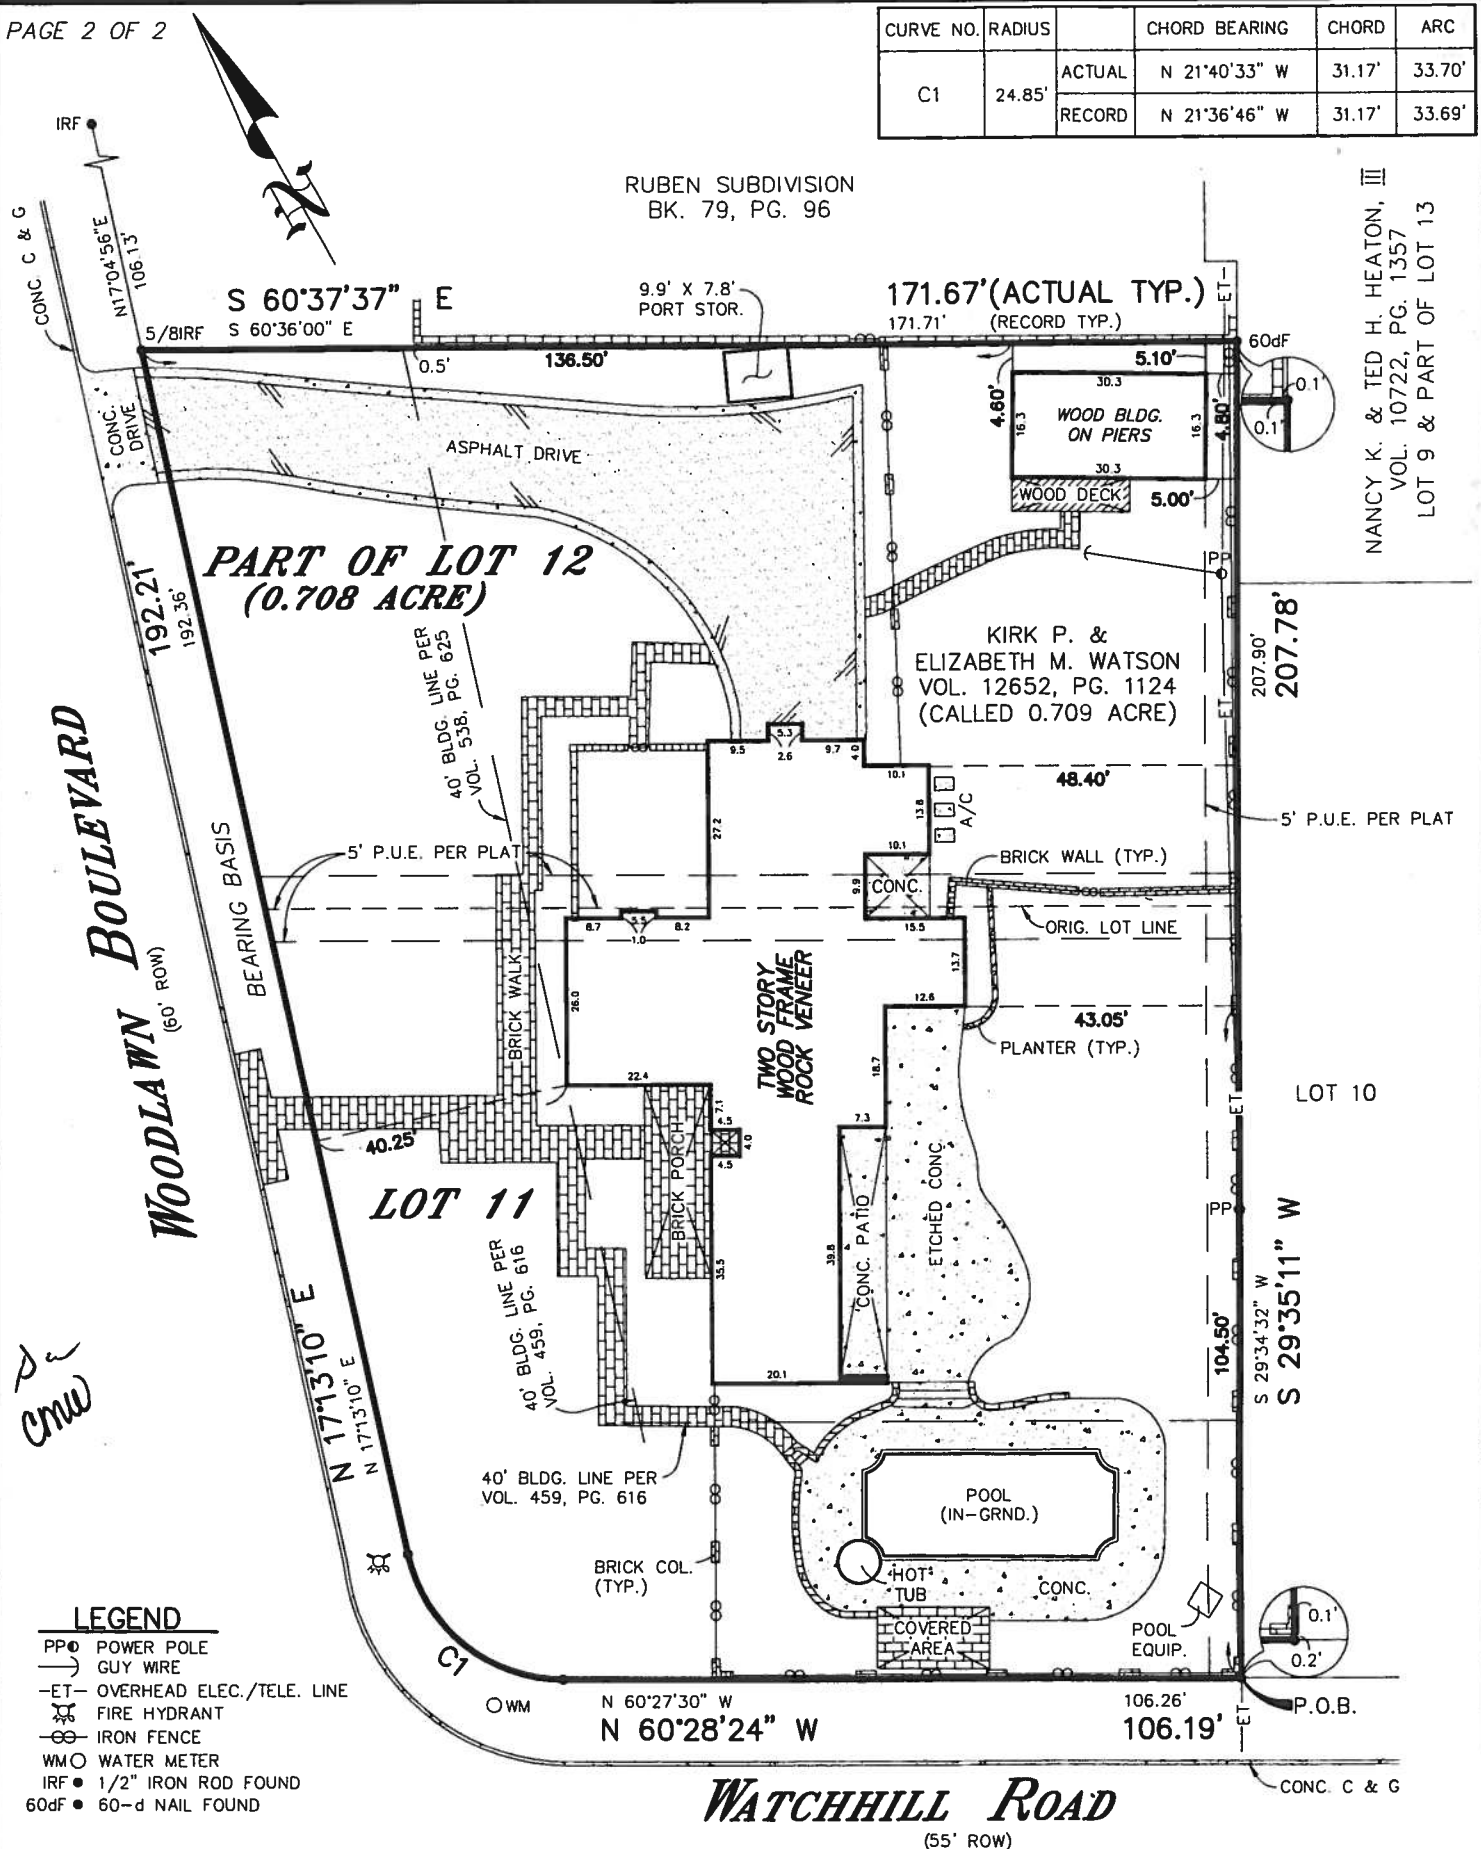 PAGE 2 OF 2
CURVE NO. RADIUS CHORD BEARING CHORD ARC
C1 24.85'
ACTUAL N 21°40'33" W 31.17' 33.70'
RECORD N 21°36'46" W 31.17' 33.69'
IRF
N
CONC. C & G
N17°04'56"E
106.13'
RUBEN SUBDIVISION
BK. 79, PG. 96
NANCY K. & TED H. HEATON, III
VOL. 10722, PG. 1357
LOT 9 & PART OF LOT 13
S 60°37'37" E
S 60°36'00" E
5/8IRF
9.9' X 7.8'
PORT STOR.
171.67'(ACTUAL TYP.)
171.71' (RECORD TYP.)
ET
60dF
0.5'
136.50'
5.10'
0.1'
0.1'
4.60'
30.3
16.3
WOOD BLDG.
ON PIERS
16.3
4.80'
30.3
WOOD DECK
5.00'
CONC.
DRIVE
ASPHALT DRIVE
PART OF LOT 12
(0.708 ACRE)
192.21'
192.36'
PP
40' BLDG. LINE PER
VOL. 538, PG. 625
KIRK P. &
ELIZABETH M. WATSON
VOL. 12652, PG. 1124
(CALLED 0.709 ACRE)
207.90'
207.78'
ET
9.5
5.3
2.6
9.7
4.0
10.1
48.40'
13.8
A/C
27.2
5' P.U.E. PER PLAT
5' P.U.E. PER PLAT
10.1
BRICK WALL (TYP.)
9.9
CONC.
ORIG. LOT LINE
8.7
5.5
1.0
8.2
15.5
13.7
WOODLAWN BOULEVARD
(60' ROW)
BEARING BASIS
BRICK WALK
26.0
TWO STORY
WOOD FRAME
ROCK VENEER
12.6
43.05'
PLANTER (TYP.)
22.4
18.7
7.1
4.5
4.0
4.5
7.3
ET
LOT 10
40.25'
LOT 11
BRICK PORCH
35.5
39.8
CONC. PATIO
ETCHED CONC.
PP
40' BLDG. LINE PER
VOL. 459, PG. 616
N 17°13'10" E
N 17°13'10" E
104.50'
S 29°34'32" W
S 29°35'11" W
20.1
CMW
40' BLDG. LINE PER
VOL. 459, PG. 616
POOL
(IN-GRND.)
BRICK COL.
(TYP.)
HOT
TUB
CONC.
COVERED
AREA
POOL
EQUIP.
0.1'
0.2'
C1
WM
N 60°27'30" W
N 60°28'24" W
106.26'
106.19'
ET
P.O.B.
CONC. C & G
WATCHHILL ROAD
(55' ROW)
LEGEND
PP POWER POLE
GUY WIRE
-ET- OVERHEAD ELEC./TELE. LINE
FIRE HYDRANT
IRON FENCE
WM WATER METER
IRF 1/2" IRON ROD FOUND
60dF 60-d NAIL FOUND